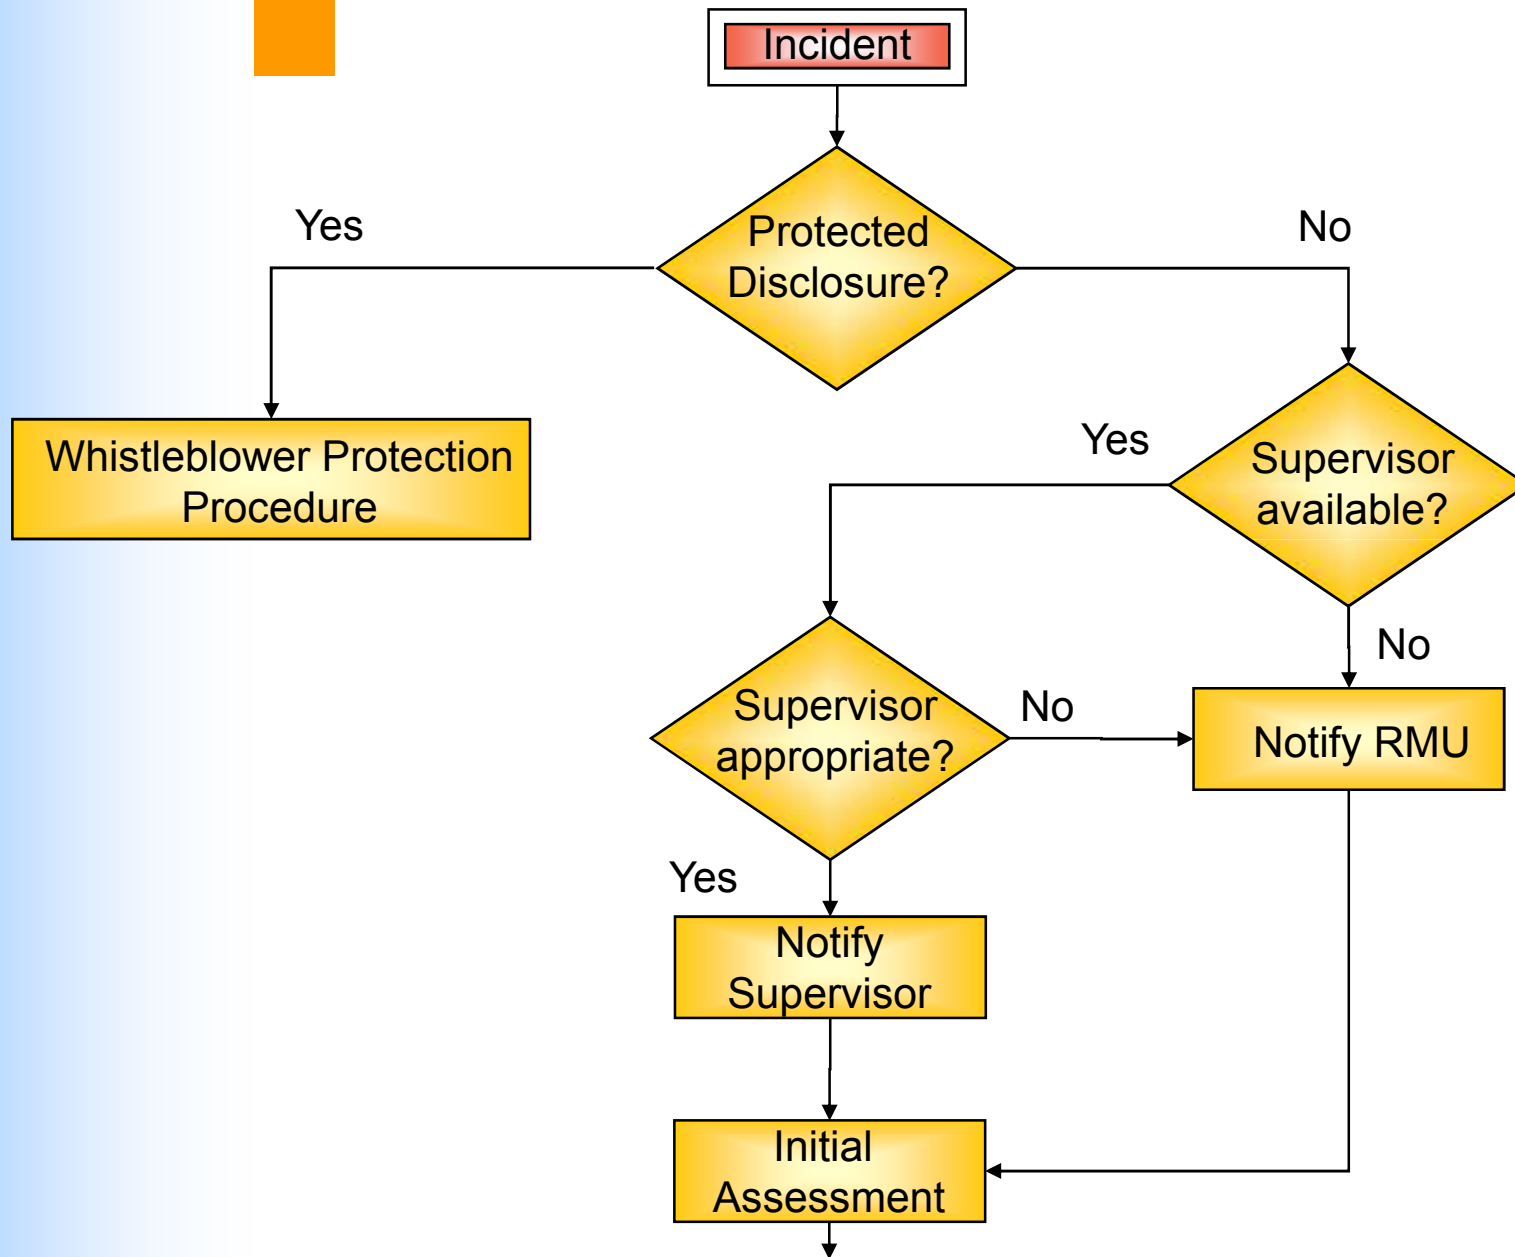 Incident
Protected
Disclosure?
Yes
No
Whistleblower Protection
Procedure
Yes
Supervisor
available?
No
Supervisor
appropriate?
No
Notify RMU
Yes
Notify
Supervisor
Initial
Assessment